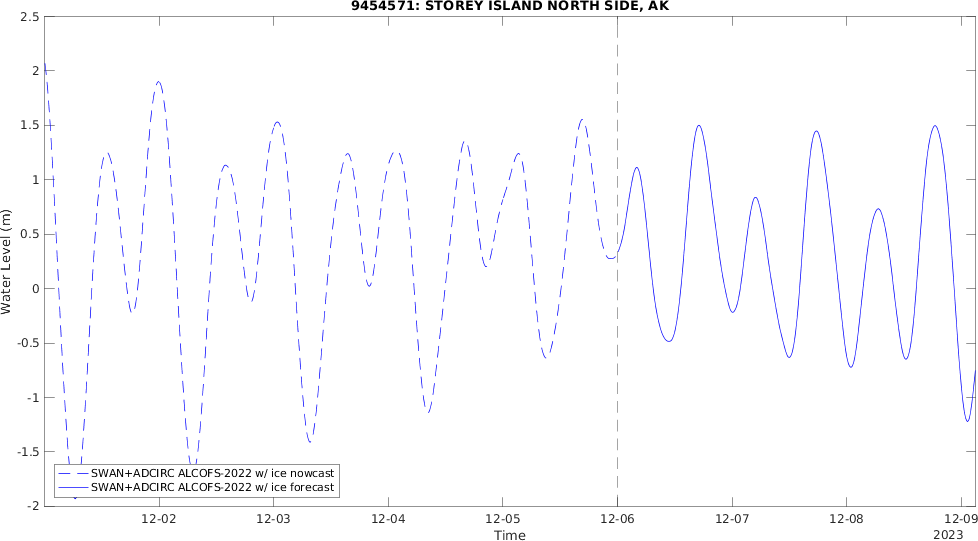 9454571: STOREY ISLAND NORTH SIDE, AK
Water Level (m)
2.5
2
1.5
1
0.5
0
-0.5
-1
-1.5
-2
SWAN+ADCIRC ALCOFS-2022 w/ ice nowcast
SWAN+ADCIRC ALCOFS-2022 w/ ice forecast
12-02 12-03 12-04 12-05 12-06 12-07 12-08 12-09
Time
2023